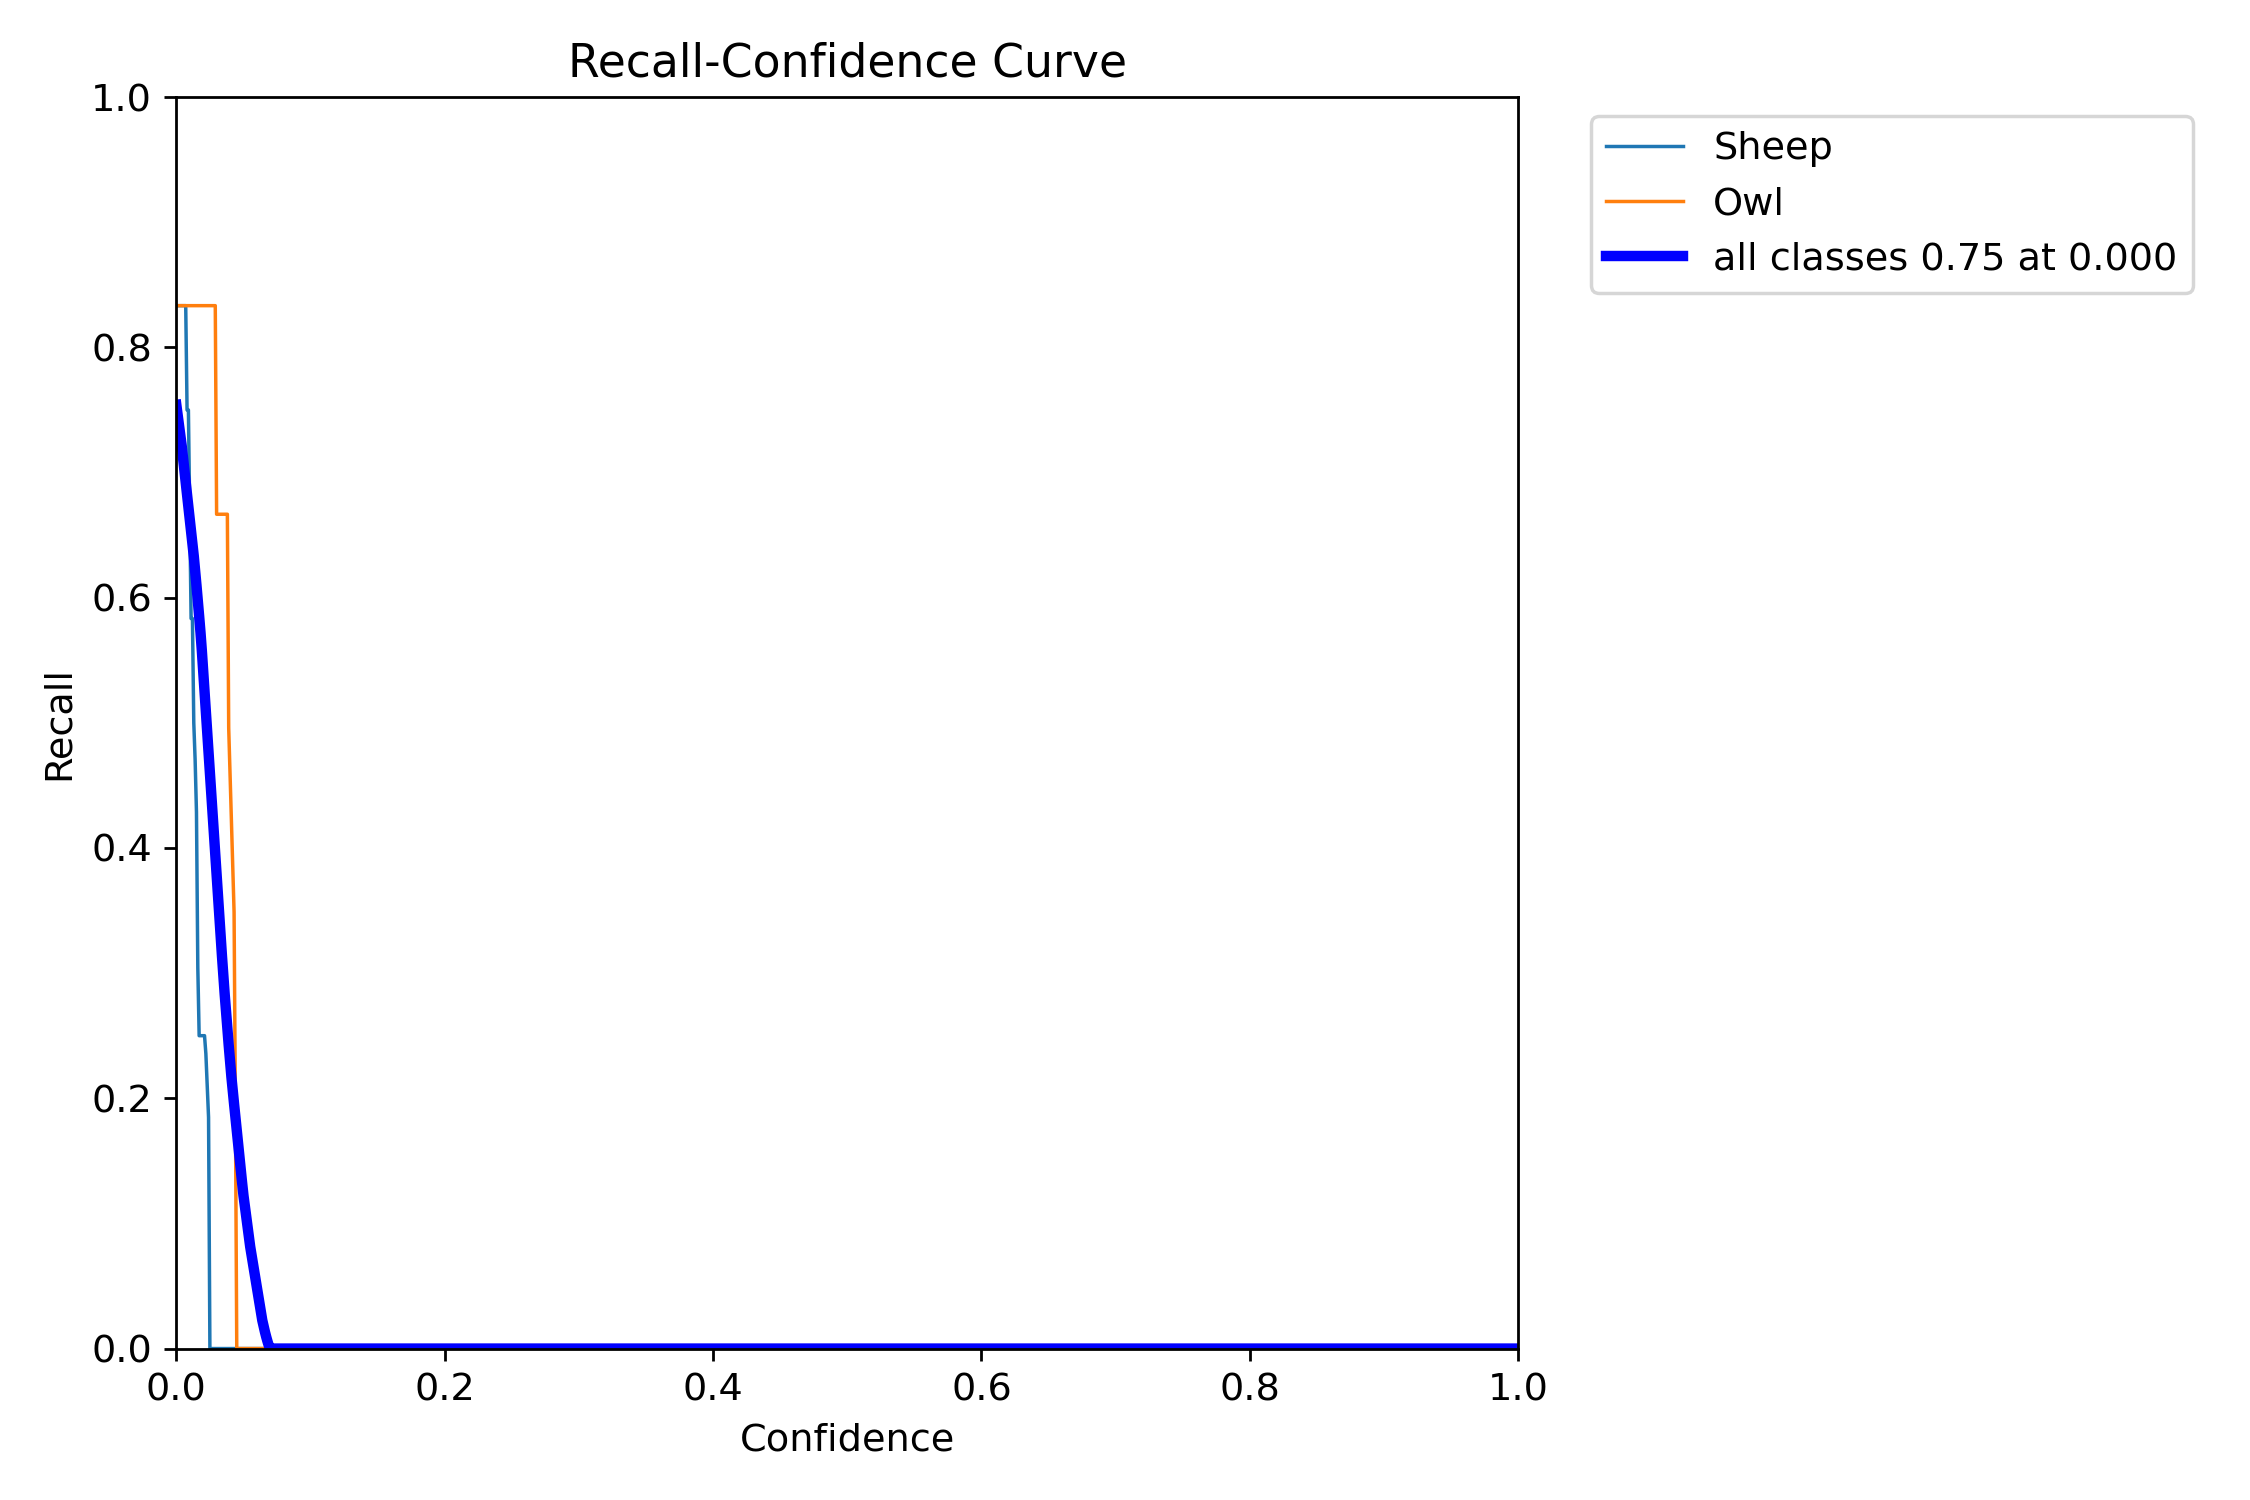 Recall-Confidence Curve
1.0
0.8
0.6
0.4
0.2
0.0
Recall
0.0 0.2 0.4 0.6 0.8 1.0
Confidence
Sheep
Owl
all classes 0.75 at 0.000